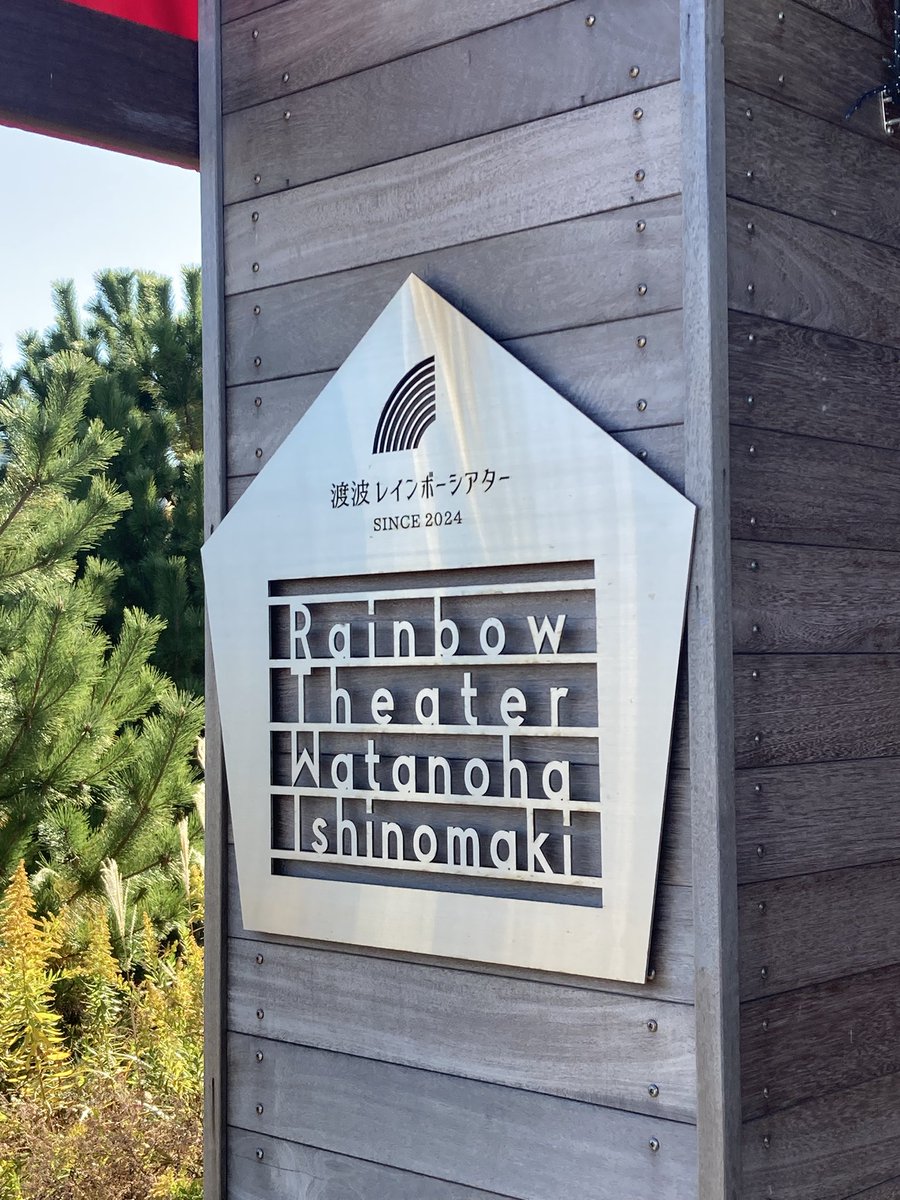 渡波レインボーシアター
SINCE 2024
Rainbow
Theater
Watanoha
Ishinomaki